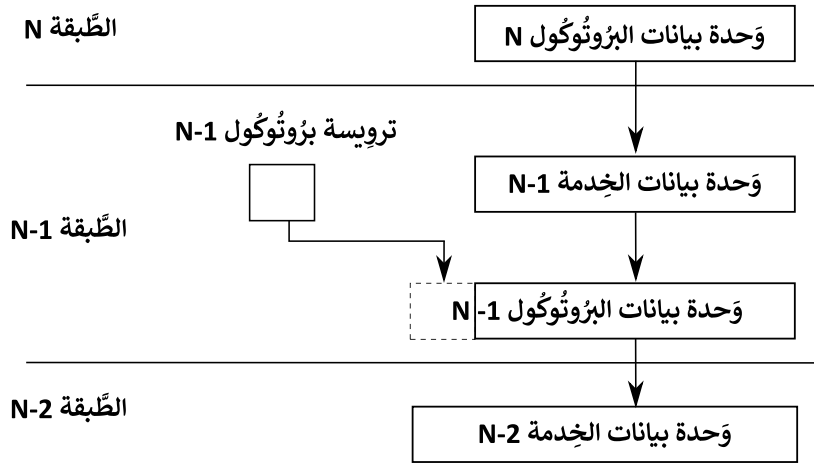 الطَّبقة N
وَحدة بيانات البرُوتُوكُول N
ترويسة برُوتُوكُول N-1
وَحدة بيانات الخِدمة N-1
الطَّبقة N-1
وَحدة بيانات البرُوتُوكُول N-1
الطَّبقة N-2
وَحدة بيانات الخِدمة N-2